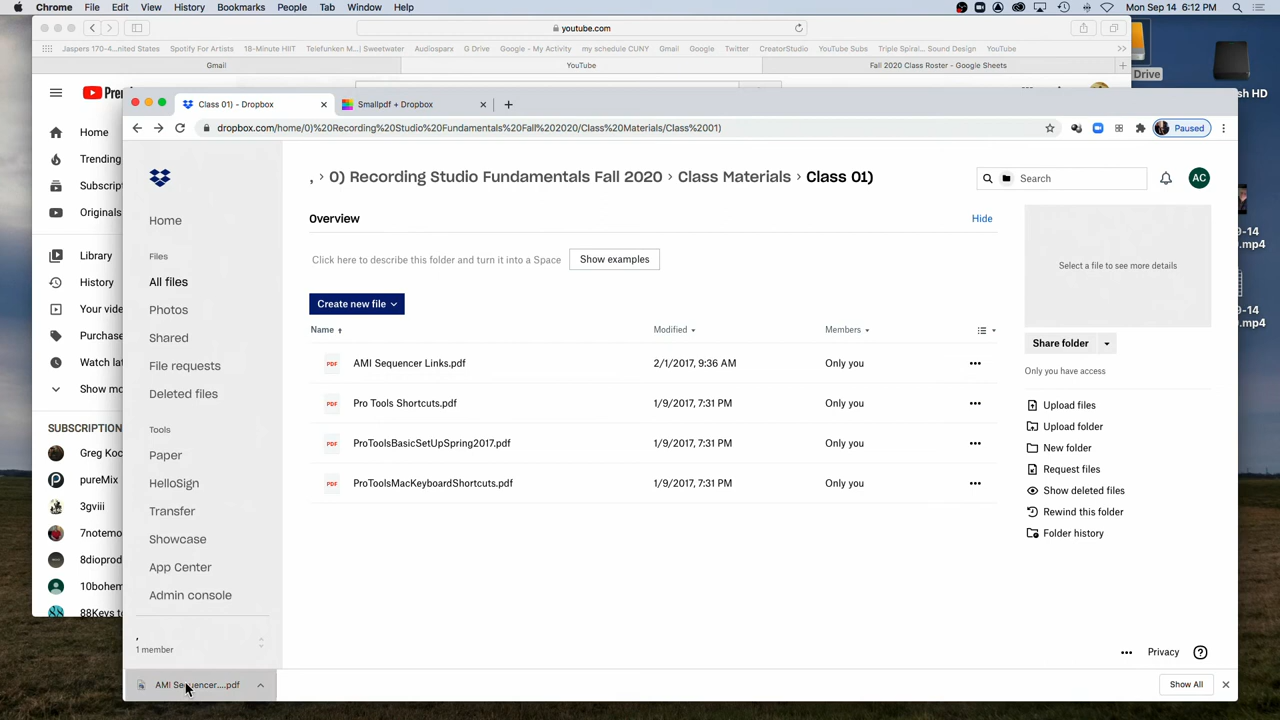 Chrome File Edit View History Bookmarks People Tab Window Help Mon Sep 14 6:12 PM
youtube.com
Jaspers 170-4...nited States Spotify For Artists 18-Minute HIIT Telefunken M...| Sweetwater Audiosparx G Drive Google - My Activity my schedule CUNY Gmail Google Twitter CreatorStudio YouTube Subs Triple Spiral... Sound Design YouTube
Gmail YouTube Fall 2020 Class Roster - Google Sheets
Drive
Class 01) - Dropbox Smallpdf + Dropbox
dropbox.com/home/0)%20Recording%20Studio%20Fundamentals%20Fall%202020/Class%20Materials/Class%2001)
Paused
Home
Trending
Subscript
Originals
Library
History
Your vide
Purchase
Watch lat
Show mo
SUBSCRIPTION
Greg Koc
pureMix
3gviii
7notemo
8dioprod
10bohem
88Keys to
Home
Files
All files
Photos
Shared
File requests
Deleted files
Tools
Paper
HelloSign
Transfer
Showcase
App Center
Admin console
,
1 member
, › 0) Recording Studio Fundamentals Fall 2020 › Class Materials › Class 01)
Search
AC
Overview
Hide
Click here to describe this folder and turn it into a Space
Show examples
Create new file
Name Modified Members
PDF AMI Sequencer Links.pdf 2/1/2017, 9:36 AM Only you
PDF Pro Tools Shortcuts.pdf 1/9/2017, 7:31 PM Only you
PDF ProToolsBasicSetUpSpring2017.pdf 1/9/2017, 7:31 PM Only you
PDF ProToolsMacKeyboardShortcuts.pdf 1/9/2017, 7:31 PM Only you
Select a file to see more details
Share folder
Only you have access
Upload files
Upload folder
New folder
Request files
Show deleted files
Rewind this folder
Folder history
Privacy
AMI Sequencer....pdf
Show All
sh HD
9-14
.mp4
9-14
.mp4